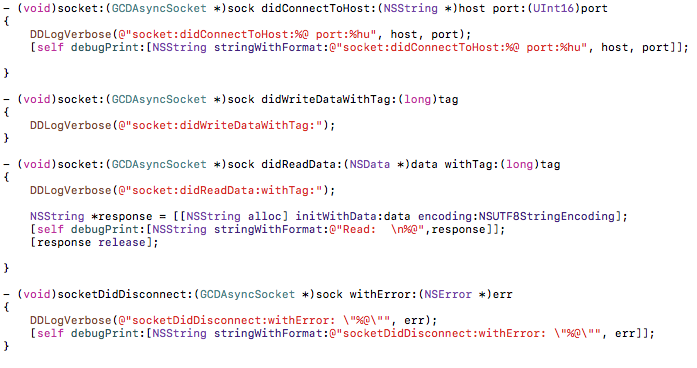 - (void)socket:(GCDAsyncSocket *)sock didConnectToHost:(NSString *)host port:(UInt16)port
{
    DDLogVerbose(@"socket:didConnectToHost:%@ port:%hu", host, port);
    [self debugPrint:[NSString stringWithFormat:@"socket:didConnectToHost:%@ port:%hu", host, port]];
}
- (void)socket:(GCDAsyncSocket *)sock didWriteDataWithTag:(long)tag
{
    DDLogVerbose(@"socket:didWriteDataWithTag:");
}
- (void)socket:(GCDAsyncSocket *)sock didReadData:(NSData *)data withTag:(long)tag
{
    DDLogVerbose(@"socket:didReadData:withTag:");
    NSString *response = [[NSString alloc] initWithData:data encoding:NSUTF8StringEncoding];
    [self debugPrint:[NSString stringWithFormat:@"Read:  \n%@",response]];
    [response release];
}
- (void)socketDidDisconnect:(GCDAsyncSocket *)sock withError:(NSError *)err
{
    DDLogVerbose(@"socketDidDisconnect:withError: \"%@\"", err);
    [self debugPrint:[NSString stringWithFormat:@"socketDidDisconnect:withError: \"%@\"", err]];
}